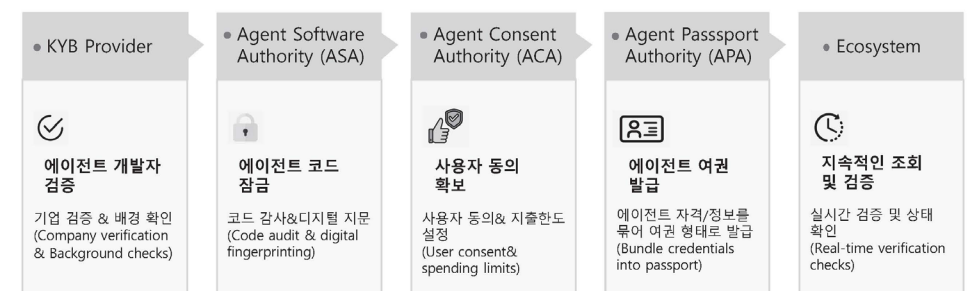 • KYB Provider
• Agent Software
Authority (ASA)
• Agent Consent
Authority (ACA)
• Agent Passsport
Authority (APA)
• Ecosystem
에이전트 개발자
검증
기업 검증 & 배경 확인
(Company verification
& Background checks)
에이전트 코드
잠금
코드 감사&디지털 지문
(Code audit & digital
fingerprinting)
사용자 동의
확보
사용자 동의& 지출한도
설정
(User consent&
spending limits)
에이전트 여권
발급
에이전트 자격/정보를
묶어 여권 형태로 발급
(Bundle credentials
into passport)
지속적인 조회
및 검증
실시간 검증 및 상태
확인
(Real-time verification
checks)